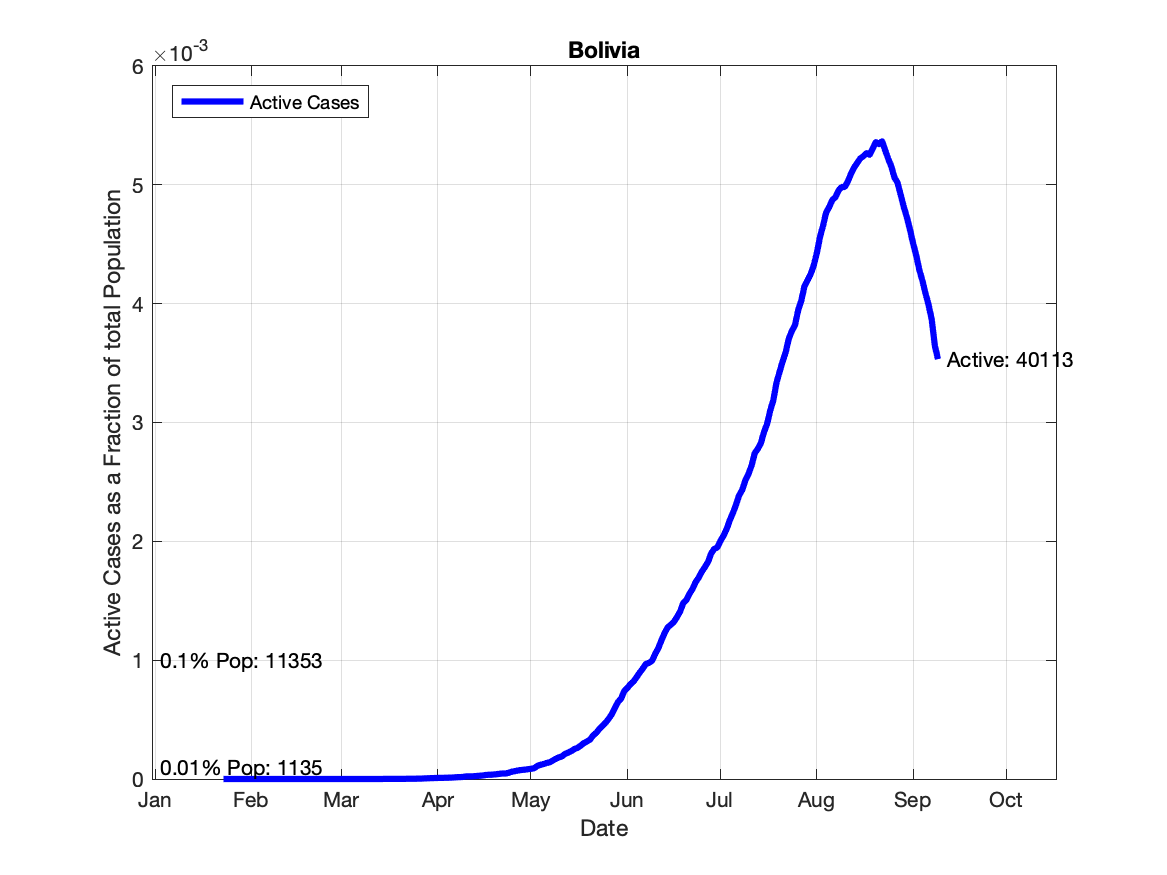 Bolivia
×10-3
6
5
4
3
2
1
0
Active Cases
Active Cases as a Fraction of total Population
Active: 40113
0.1% Pop: 11353
0.01% Pop: 1135
Jan Feb Mar Apr May Jun Jul Aug Sep Oct
Date